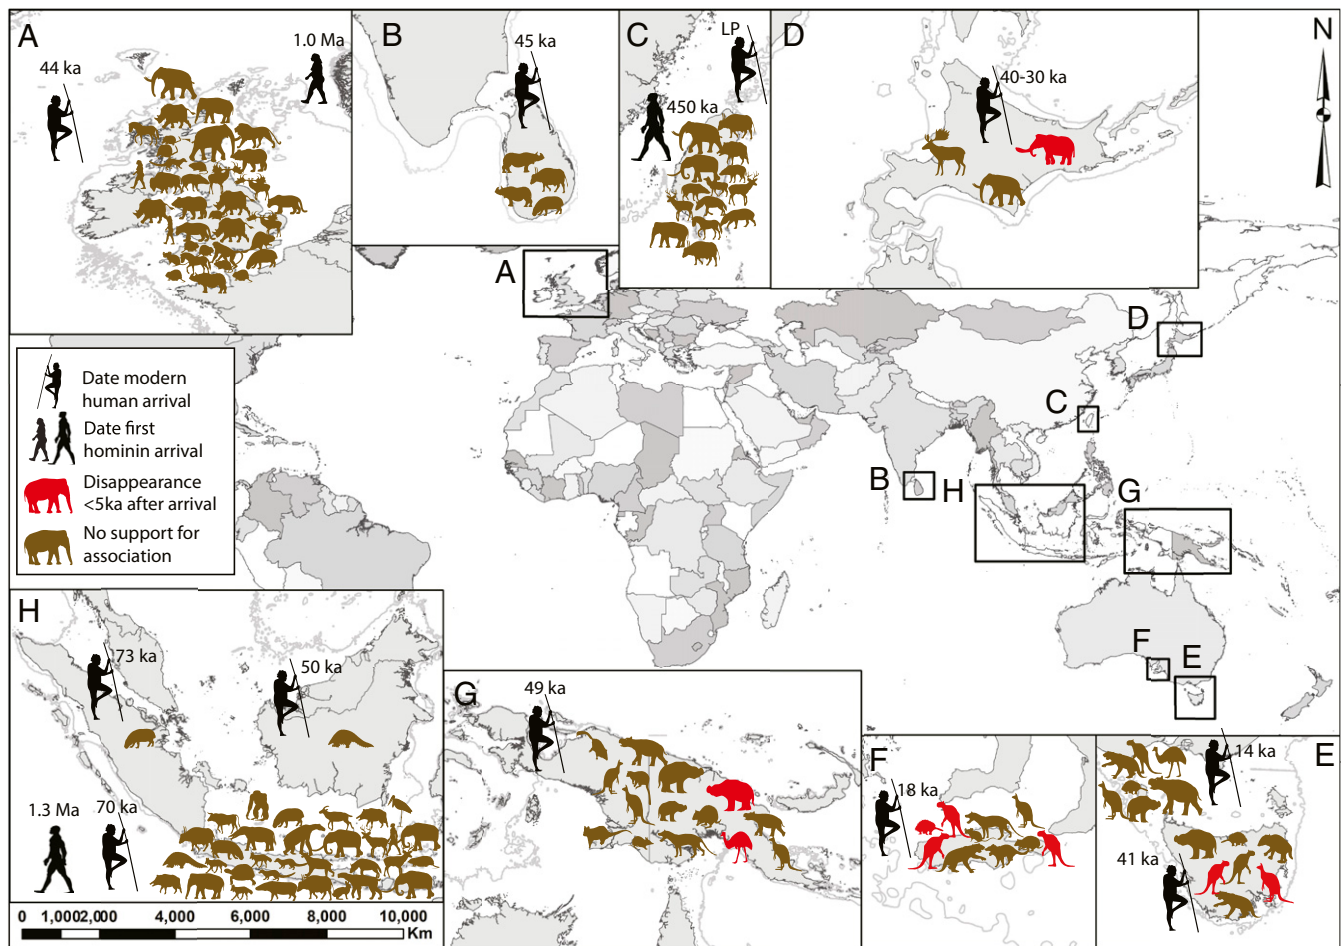 A
44 ka
1.0 Ma
B
45 ka
C
LP
450 ka
D
40-30 ka
N
A
D
C
B
H
G
F
E
Date modern
human arrival
Date first
hominin arrival
Disappearance
<5ka after arrival
No support for
association
H
73 ka
50 ka
1.3 Ma
70 ka
0 1,000 2,000 4,000 6,000 8,000 10,000
Km
G
49 ka
F
18 ka
E
14 ka
41 ka